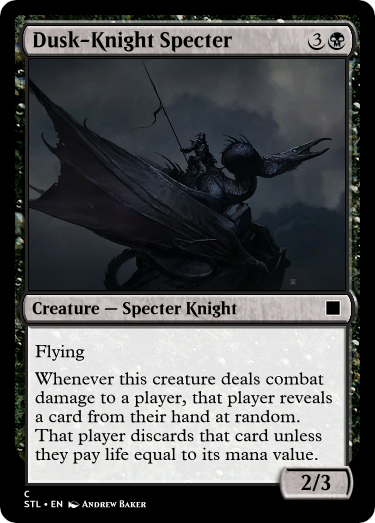 Dusk-Knight Specter 3
Creature — Specter Knight
Flying
Whenever this creature deals combat
damage to a player, that player reveals
a card from their hand at random.
That player discards that card unless
they pay life equal to its mana value.
2/3
C
STL • EN Andrew Baker